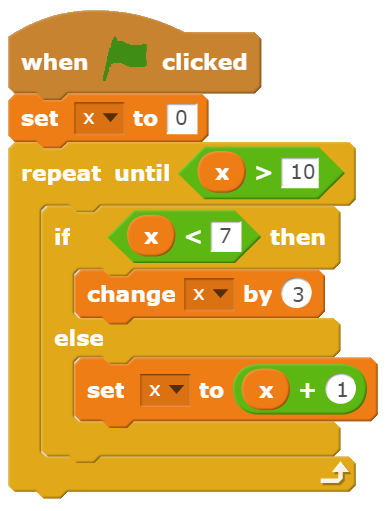 when clicked
set x to 0
repeat until x > 10
if x < 7 then
change x by 3
else
set x to x + 1